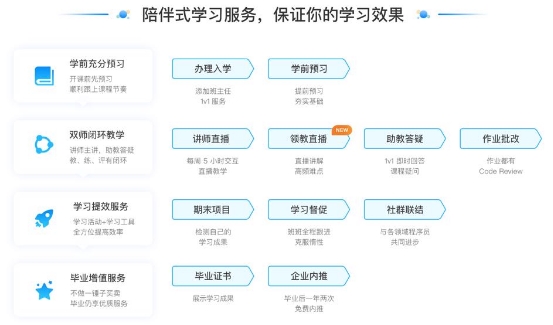 陪伴式学习服务，保证你的学习效果
学前充分预习
开课前先预习
顺利跟上课程节奏
办理入学
添加班主任
1v1 服务
学前预习
提前预习
夯实基础
双师闭环教学
讲师主讲，助教答疑
教、练、评有闭环
讲师直播
每周 5 小时交互
直播教学
NEW
领教直播
直播讲解
高频难点
助教答疑
1v1 即时回答
课程疑问
作业批改
作业都有
Code Review
学习提效服务
学习活动+学习工具
全方位提高效率
期末项目
检测自己的
学习成果
学习督促
班班全程跟进
克服惰性
社群联结
与各领域程序员
共同进步
毕业增值服务
不做一锤子买卖
毕业仍享优质服务
毕业证书
展示学习成果
企业内推
毕业后一年两次
免费内推